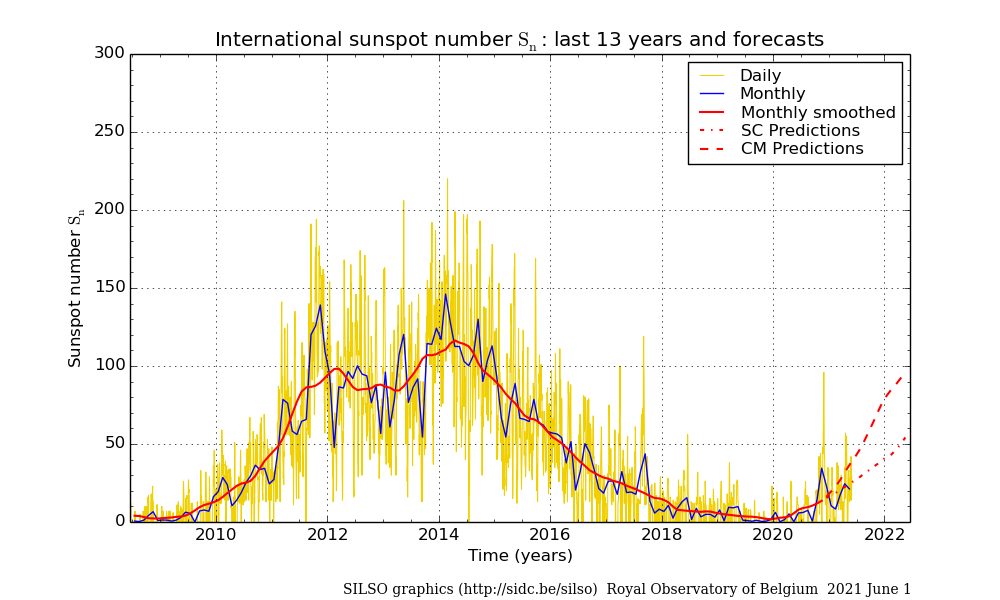 International sunspot number Sn : last 13 years and forecasts
300
250
200
150
100
50
0
Sunspot number Sn
Daily
Monthly
Monthly smoothed
SC Predictions
CM Predictions
2010 2012 2014 2016 2018 2020 2022
Time (years)
SILSO graphics (http://sidc.be/silso) Royal Observatory of Belgium 2021 June 1